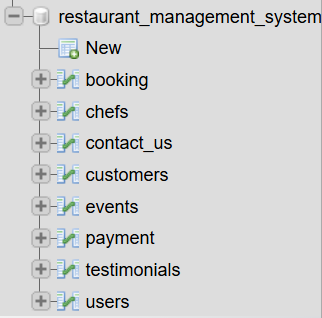 restaurant_management_system
New
booking
chefs
contact_us
customers
events
payment
testimonials
users